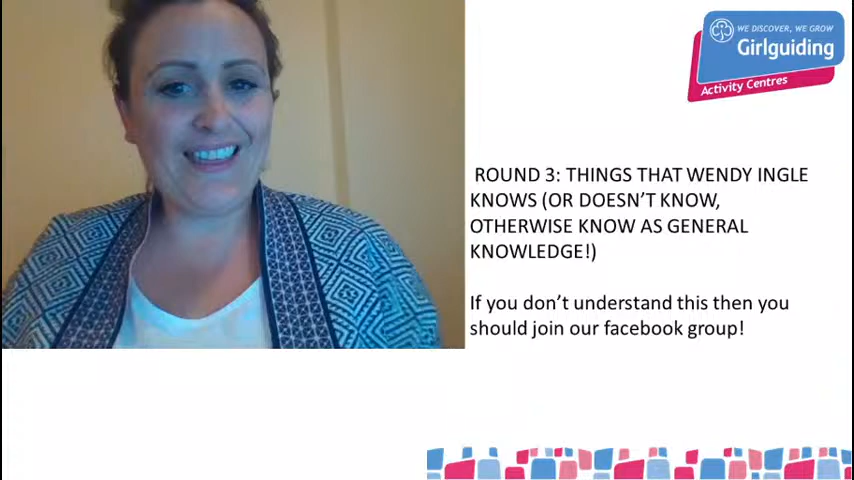 WE DISCOVER, WE GROW
Girlguiding
Activity Centres
ROUND 3: THINGS THAT WENDY INGLE
KNOWS (OR DOESN'T KNOW,
OTHERWISE KNOW AS GENERAL
KNOWLEDGE!)
If you don't understand this then you
should join our facebook group!